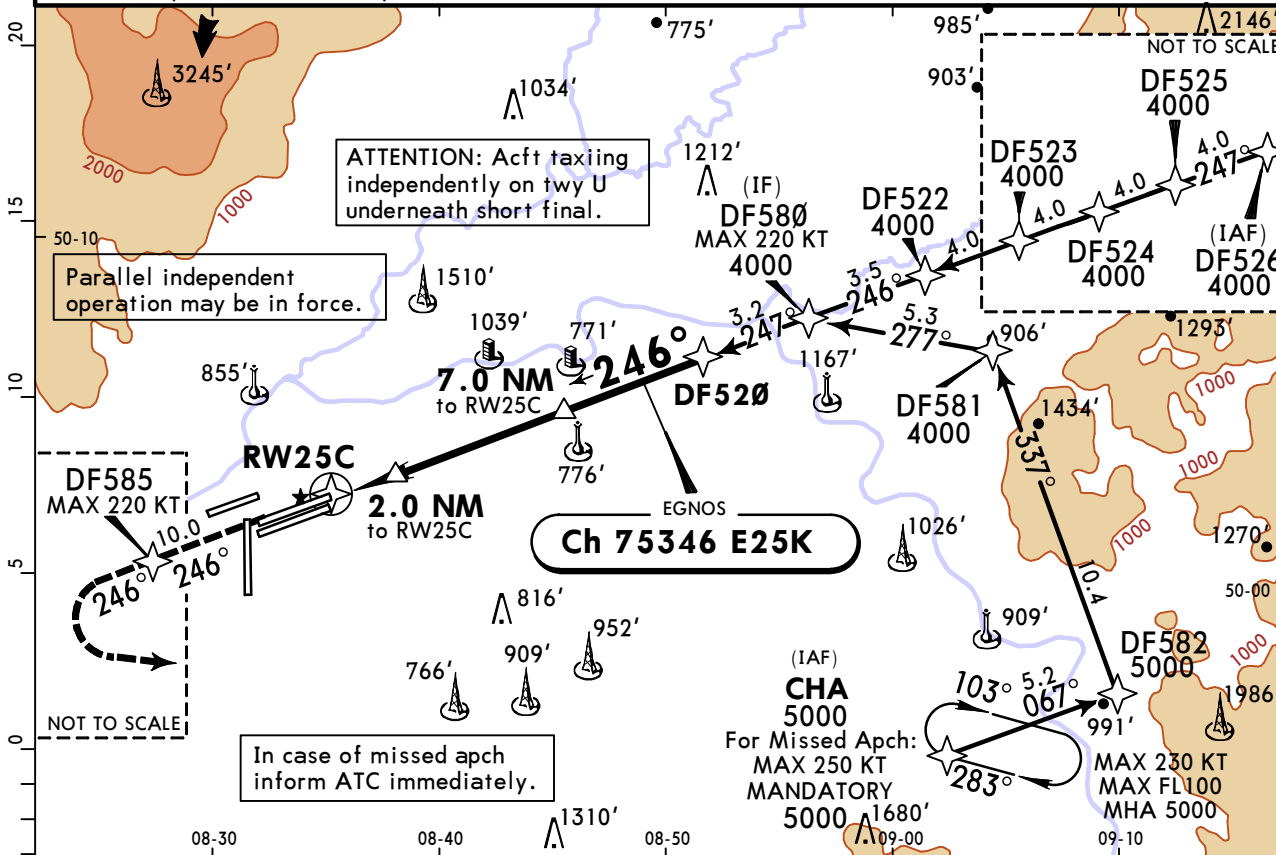 20
3245'
775'
985'
2146'
NOT TO SCALE
903'
DF525
4000
1034'
2000
1000
ATTENTION: Acft taxiing
independently on twy U
underneath short final.
1212'
(IF)
DF58Ø
MAX 220 KT
4000
DF522
4000
DF523
4000
4.0
247°
4.0
4.0
4.0
DF524
4000
(IAF)
DF526
4000
15
50-10
Parallel independent
operation may be in force.
1510'
3.5
246°
3.2
247°
5.3
277°
906'
1293'
1039'
771'
246°
1167'
855'
10
7.0 NM
to RW25C
DF52Ø
DF581
4000
1000
1434'
776'
337°
1000
RW25C
DF585
MAX 220 KT
2.0 NM
to RW25C
10.0
246°
246°
EGNOS
Ch 75346 E25K
1026'
1000
1270'
5
10.4
50-00
816'
909'
952'
909'
766'
DF582
5000
1000
(IAF)
CHA
5000
For Missed Apch:
MAX 250 KT
MANDATORY
5000
103°
5.2
067°
283°
991'
1986
NOT TO SCALE
0
In case of missed apch
inform ATC immediately.
MAX 230 KT
MAX FL100
MHA 5000
1310'
1680'
08-30
08-40
08-50
09-00
09-10